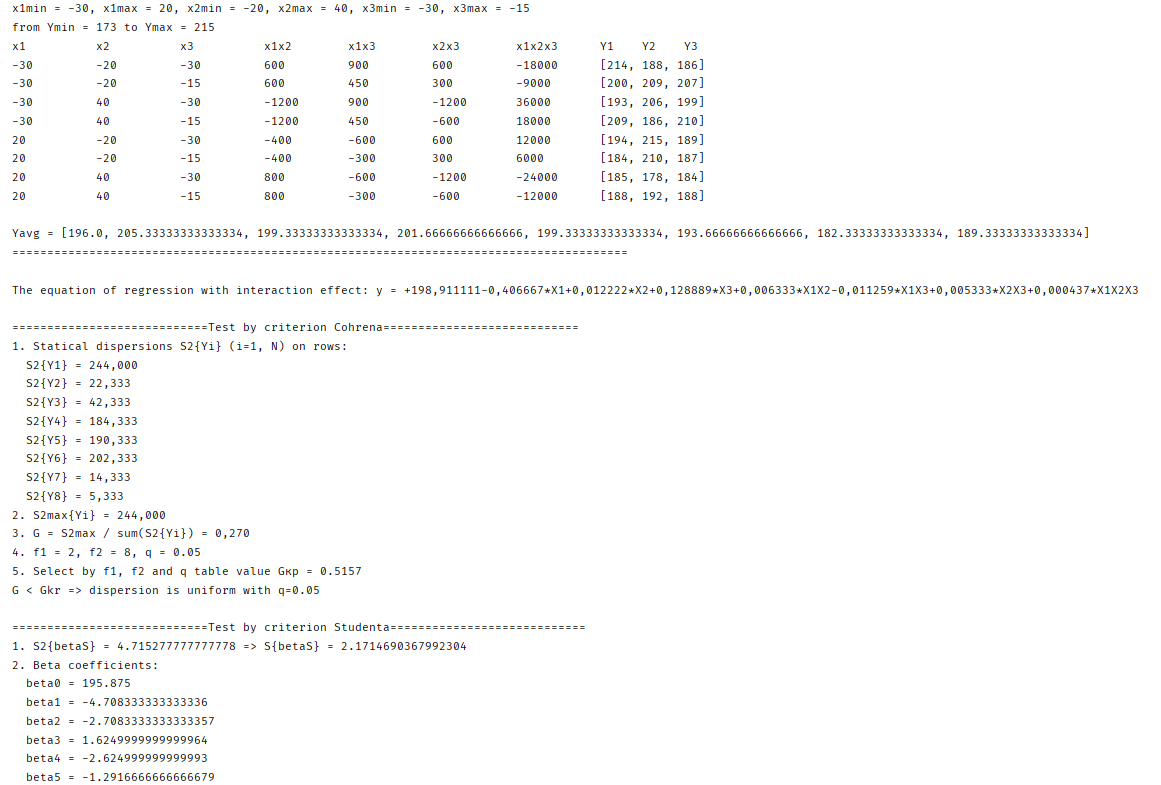 x1min = -30, x1max = 20, x2min = -20, x2max = 40, x3min = -30, x3max = -15
from Ymin = 173 to Ymax = 215
x1 x2 x3 x1x2 x1x3 x2x3 x1x2x3 Y1 Y2 Y3
-30 -20 -30 600 900 600 -18000 [214, 188, 186]
-30 -20 -15 600 450 300 -9000 [200, 209, 207]
-30 40 -30 -1200 900 -1200 36000 [193, 206, 199]
-30 40 -15 -1200 450 -600 18000 [209, 186, 210]
20 -20 -30 -400 -600 600 12000 [194, 215, 189]
20 -20 -15 -400 -300 300 6000 [184, 210, 187]
20 40 -30 800 -600 -1200 -24000 [185, 178, 184]
20 40 -15 800 -300 -600 -12000 [188, 192, 188]
Yavg = [196.0, 205.33333333333334, 199.33333333333334, 201.66666666666666, 199.33333333333334, 193.66666666666666, 182.33333333333334, 189.33333333333334]
========================================================================================
The equation of regression with interaction effect: y = +198,911111-0,406667*X1+0,012222*X2+0,128889*X3+0,006333*X1X2-0,011259*X1X3+0,005333*X2X3+0,000437*X1X2X3
============================Test by criterion Cohrena============================
1. Statical dispersions S2{Yi} (i=1, N) on rows:
S2{Y1} = 244,000
S2{Y2} = 22,333
S2{Y3} = 42,333
S2{Y4} = 184,333
S2{Y5} = 190,333
S2{Y6} = 202,333
S2{Y7} = 14,333
S2{Y8} = 5,333
2. S2max{Yi} = 244,000
3. G = S2max / sum(S2{Yi}) = 0,270
4. f1 = 2, f2 = 8, q = 0.05
5. Select by f1, f2 and q table value Gкр = 0.5157
G < Gkr => dispersion is uniform with q=0.05
============================Test by criterion Studenta============================
1. S2{betaS} = 4.715277777777778 => S{betaS} = 2.1714690367992304
2. Beta coefficients:
beta0 = 195.875
beta1 = -4.708333333333336
beta2 = -2.7083333333333357
beta3 = 1.6249999999999964
beta4 = -2.624999999999993
beta5 = -1.2916666666666679